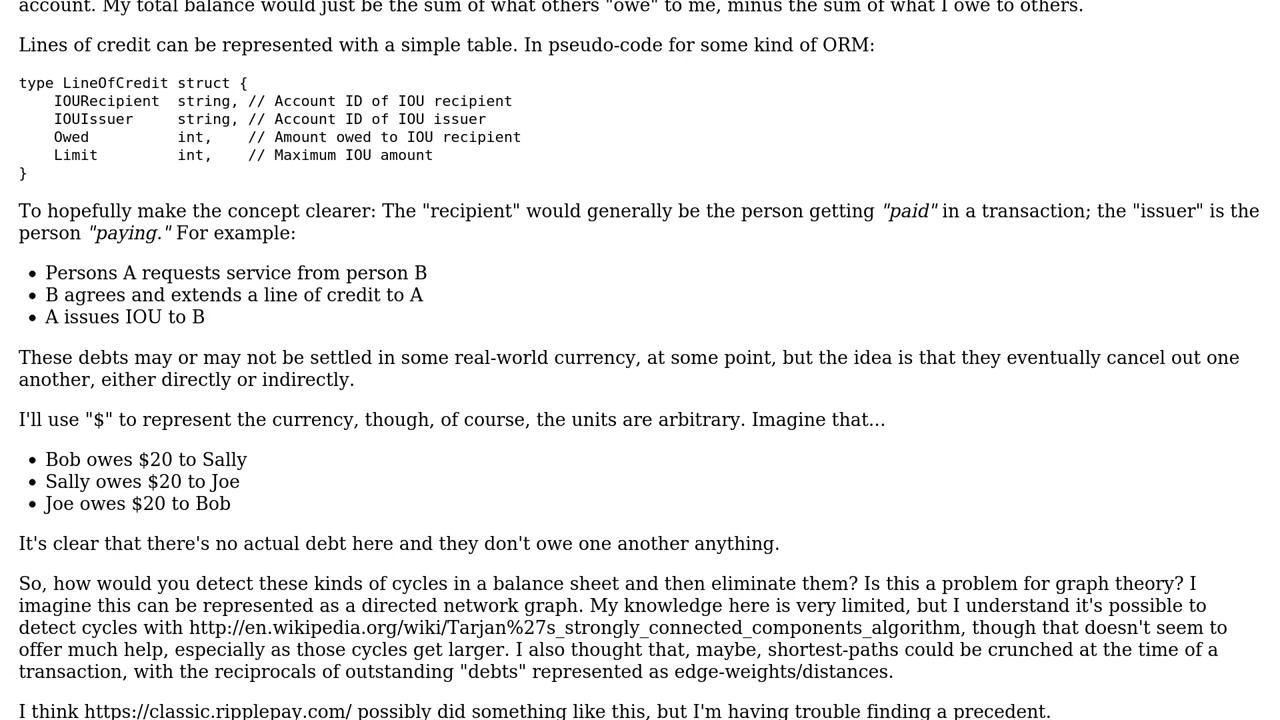 account. My total balance would just be the sum of what others "owe" to me, minus the sum of what I owe to others.
Lines of credit can be represented with a simple table. In pseudo-code for some kind of ORM:
type LineOfCredit struct {
    IOURecipient  string, // Account ID of IOU recipient
    IOUIssuer     string, // Account ID of IOU issuer
    Owed          int,    // Amount owed to IOU recipient
    Limit         int,    // Maximum IOU amount
}
To hopefully make the concept clearer: The "recipient" would generally be the person getting "paid" in a transaction; the "issuer" is the
person "paying." For example:
• Persons A requests service from person B
• B agrees and extends a line of credit to A
• A issues IOU to B
These debts may or may not be settled in some real-world currency, at some point, but the idea is that they eventually cancel out one
another, either directly or indirectly.
I'll use "$" to represent the currency, though, of course, the units are arbitrary. Imagine that...
• Bob owes $20 to Sally
• Sally owes $20 to Joe
• Joe owes $20 to Bob
It's clear that there's no actual debt here and they don't owe one another anything.
So, how would you detect these kinds of cycles in a balance sheet and then eliminate them? Is this a problem for graph theory? I
imagine this can be represented as a directed network graph. My knowledge here is very limited, but I understand it's possible to
detect cycles with http://en.wikipedia.org/wiki/Tarjan%27s_strongly_connected_components_algorithm, though that doesn't seem to
offer much help, especially as those cycles get larger. I also thought that, maybe, shortest-paths could be crunched at the time of a
transaction, with the reciprocals of outstanding "debts" represented as edge-weights/distances.
I think https://classic.ripplepay.com/ possibly did something like this, but I'm having trouble finding a precedent.